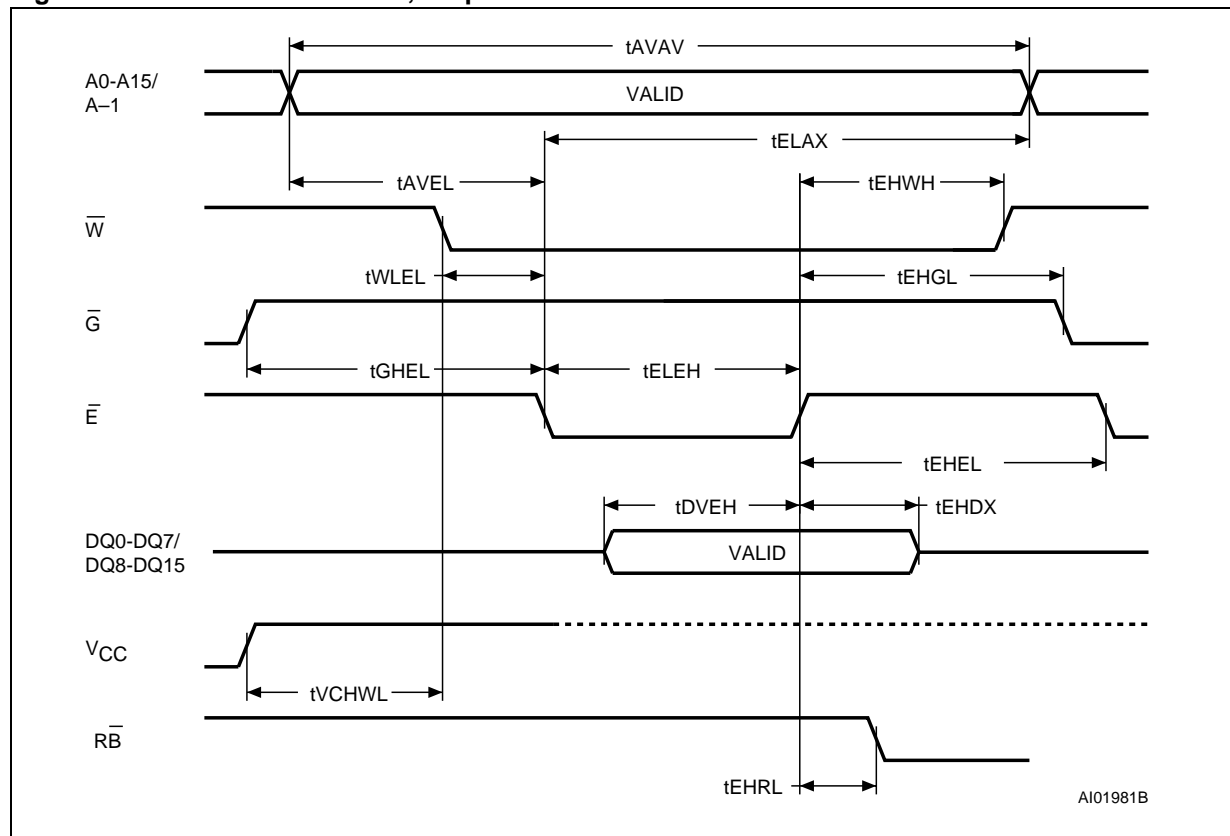 tAVAV
A0-A15/
A–1
VALID
tELAX
tAVEL
tEHWH
W̅
tWLEL
tEHGL
G̅
tGHEL
tELEH
E̅
tEHEL
tDVEH
tEHDX
DQ0-DQ7/
DQ8-DQ15
VALID
VCC
tVCHWL
RB̅
tEHRL
AI01981B